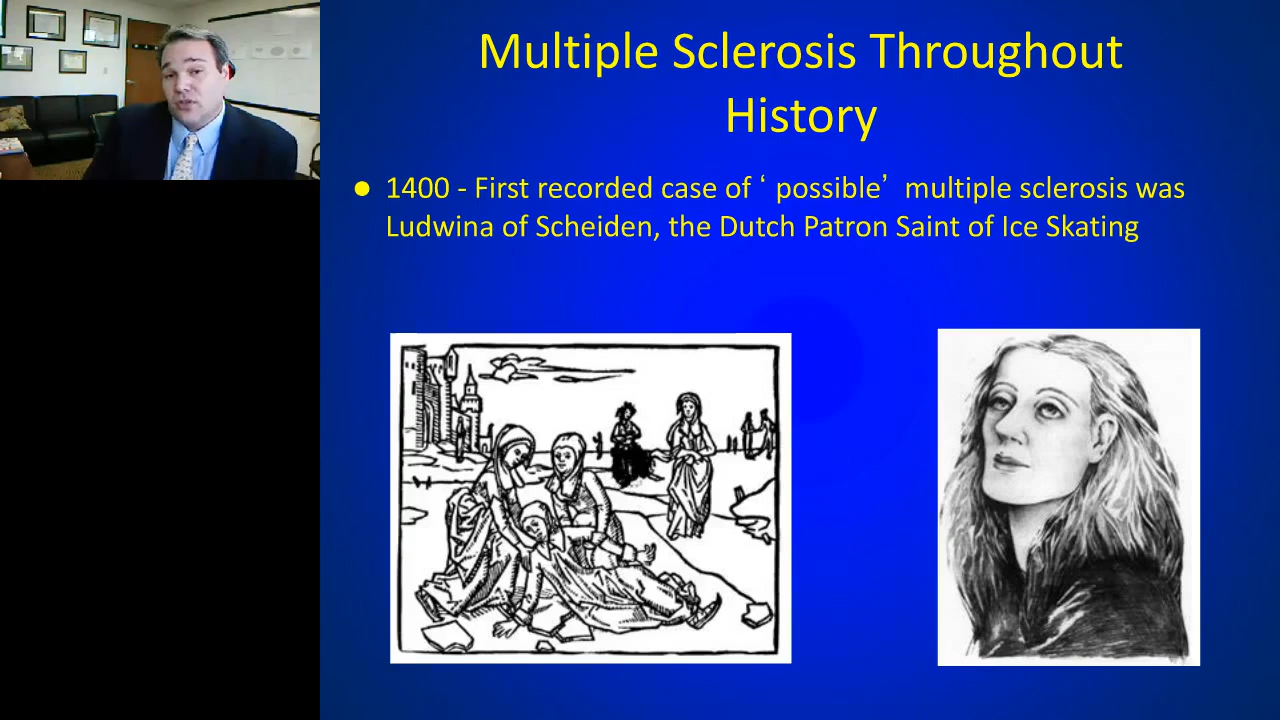 Multiple Sclerosis Throughout
History
● 1400 - First recorded case of ‘ possible’ multiple sclerosis was
Ludwina of Scheiden, the Dutch Patron Saint of Ice Skating